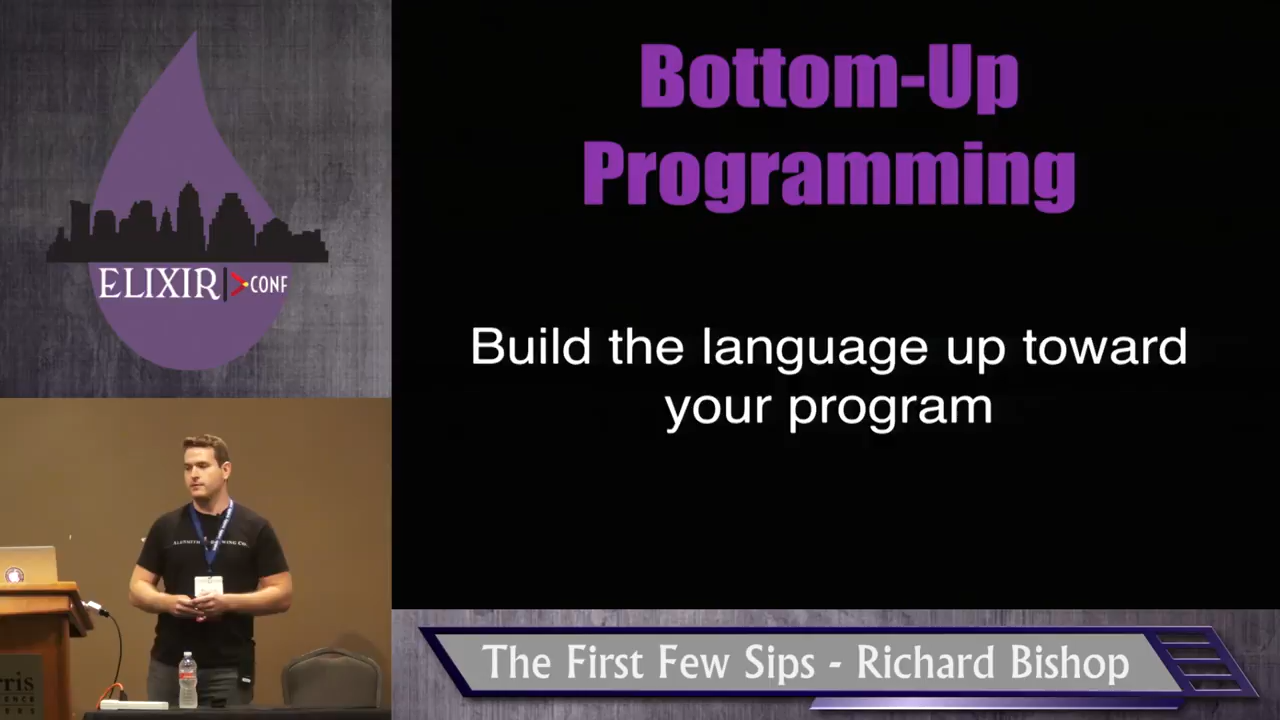 Bottom-Up
Programming
Build the language up toward
your program
ELIXIR CONF
The First Few Sips - Richard Bishop